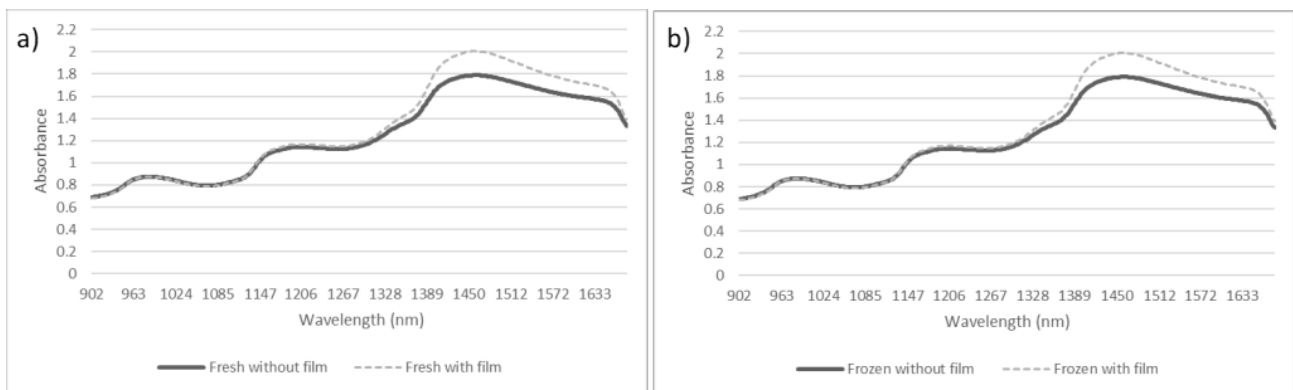 a)
2.2
2
1.8
1.6
1.4
1.2
1
0.8
0.6
0.4
0.2
0
Absorbance
902 963 1024 1085 1147 1206 1267 1328 1389 1450 1512 1572 1633
Wavelength (nm)
Fresh without film Fresh with film
b)
2.2
2
1.8
1.6
1.4
1.2
1
0.8
0.6
0.4
0.2
0
Absorbance
902 963 1024 1085 1147 1206 1267 1328 1389 1450 1512 1572 1633
Wavelength (nm)
Frozen without film Frozen with film